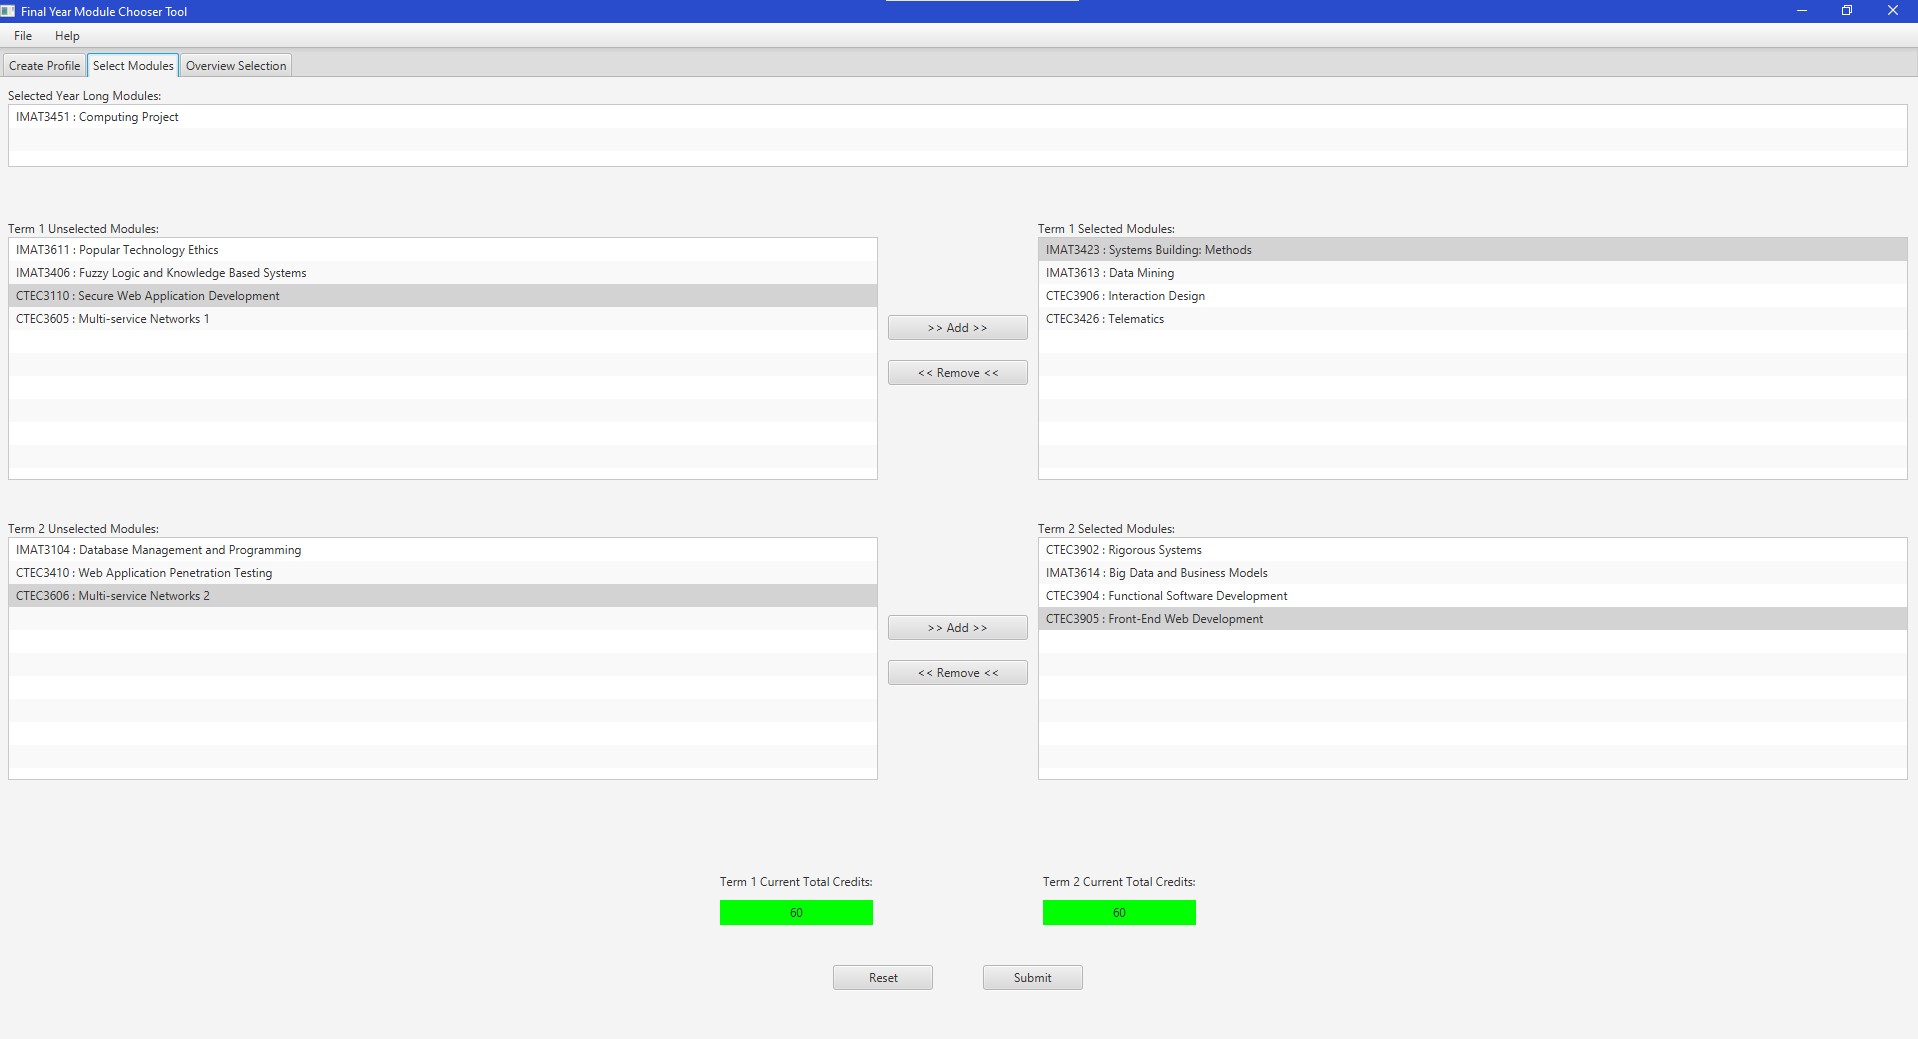 Final Year Module Chooser Tool
File Help
Create Profile Select Modules Overview Selection
Selected Year Long Modules:
IMAT3451 : Computing Project
Term 1 Unselected Modules:
IMAT3611 : Popular Technology Ethics
IMAT3406 : Fuzzy Logic and Knowledge Based Systems
CTEC3110 : Secure Web Application Development
CTEC3605 : Multi-service Networks 1
>> Add >>
<< Remove <<
Term 1 Selected Modules:
IMAT3423 : Systems Building: Methods
IMAT3613 : Data Mining
CTEC3906 : Interaction Design
CTEC3426 : Telematics
Term 2 Unselected Modules:
IMAT3104 : Database Management and Programming
CTEC3410 : Web Application Penetration Testing
CTEC3606 : Multi-service Networks 2
>> Add >>
<< Remove <<
Term 2 Selected Modules:
CTEC3902 : Rigorous Systems
IMAT3614 : Big Data and Business Models
CTEC3904 : Functional Software Development
CTEC3905 : Front-End Web Development
Term 1 Current Total Credits:
60
Term 2 Current Total Credits:
60
Reset
Submit